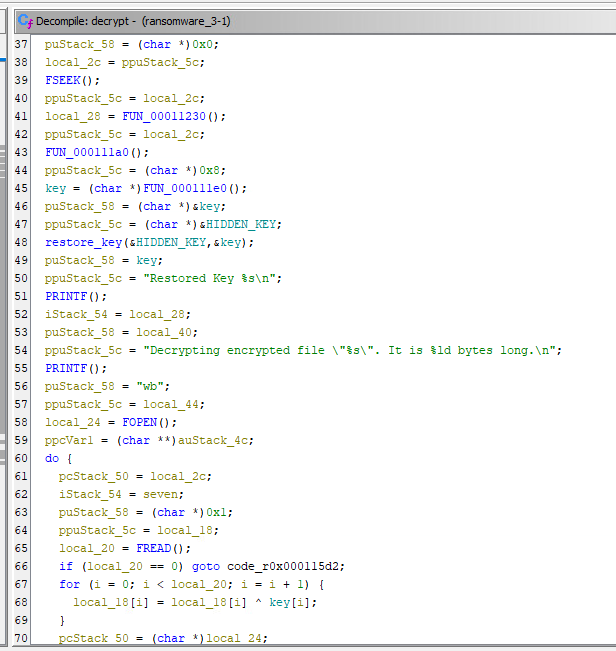 Decompile: decrypt - (ransomware_3-1)
37 puStack_58 = (char *)0x0;
38 local_2c = ppuStack_5c;
39 FSEEK();
40 ppuStack_5c = local_2c;
41 local_28 = FUN_00011230();
42 ppuStack_5c = local_2c;
43 FUN_000111a0();
44 ppuStack_5c = (char *)0x8;
45 key = (char *)FUN_000111e0();
46 puStack_58 = (char *)&key;
47 ppuStack_5c = (char *)&HIDDEN_KEY;
48 restore_key(&HIDDEN_KEY,&key);
49 puStack_58 = key;
50 ppuStack_5c = "Restored Key %s\n";
51 PRINTF();
52 iStack_54 = local_28;
53 puStack_58 = local_40;
54 ppuStack_5c = "Decrypting encrypted file \"%s\". It is %ld bytes long.\n";
55 PRINTF();
56 puStack_58 = "wb";
57 ppuStack_5c = local_44;
58 local_24 = FOPEN();
59 ppcVar1 = (char **)auStack_4c;
60 do {
61 pcStack_50 = local_2c;
62 iStack_54 = seven;
63 puStack_58 = (char *)0x1;
64 ppuStack_5c = local_18;
65 local_20 = FREAD();
66 if (local_20 == 0) goto code_r0x000115d2;
67 for (i = 0; i < local_20; i = i + 1) {
68 local_18[i] = local_18[i] ^ key[i];
69 }
70 pcStack_50 = (char *)local_24;